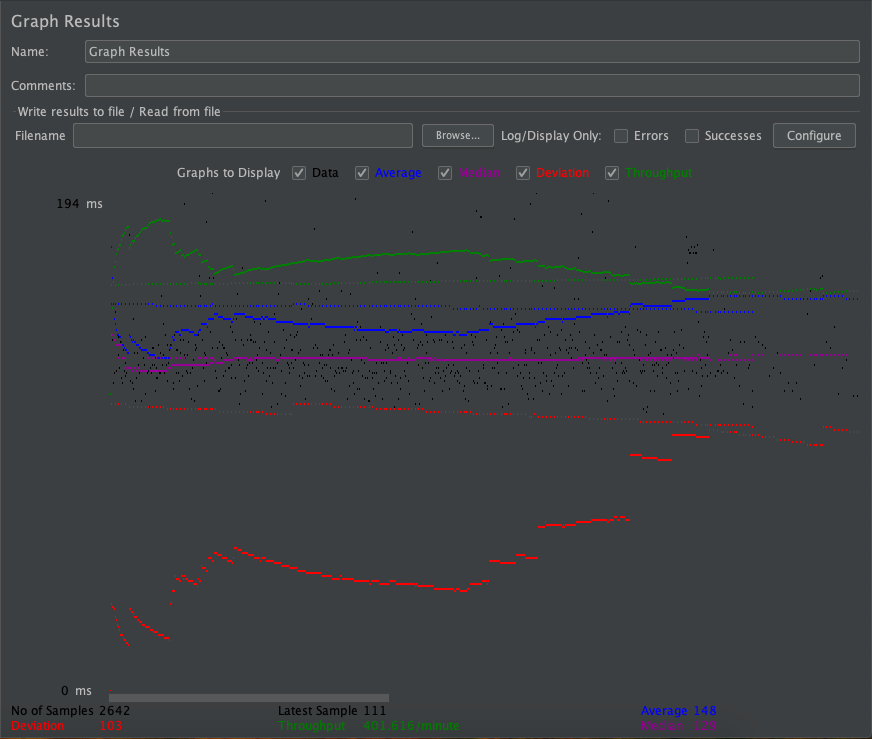 Graph Results
Name: Graph Results
Comments:
Write results to file / Read from file
Filename Browse... Log/Display Only: Errors Successes Configure
Graphs to Display Data Average Median Deviation Throughput
194 ms
0 ms
No of Samples 2642 Latest Sample 111 Average 148
Deviation 103 Throughput 401.616/minute Median 129